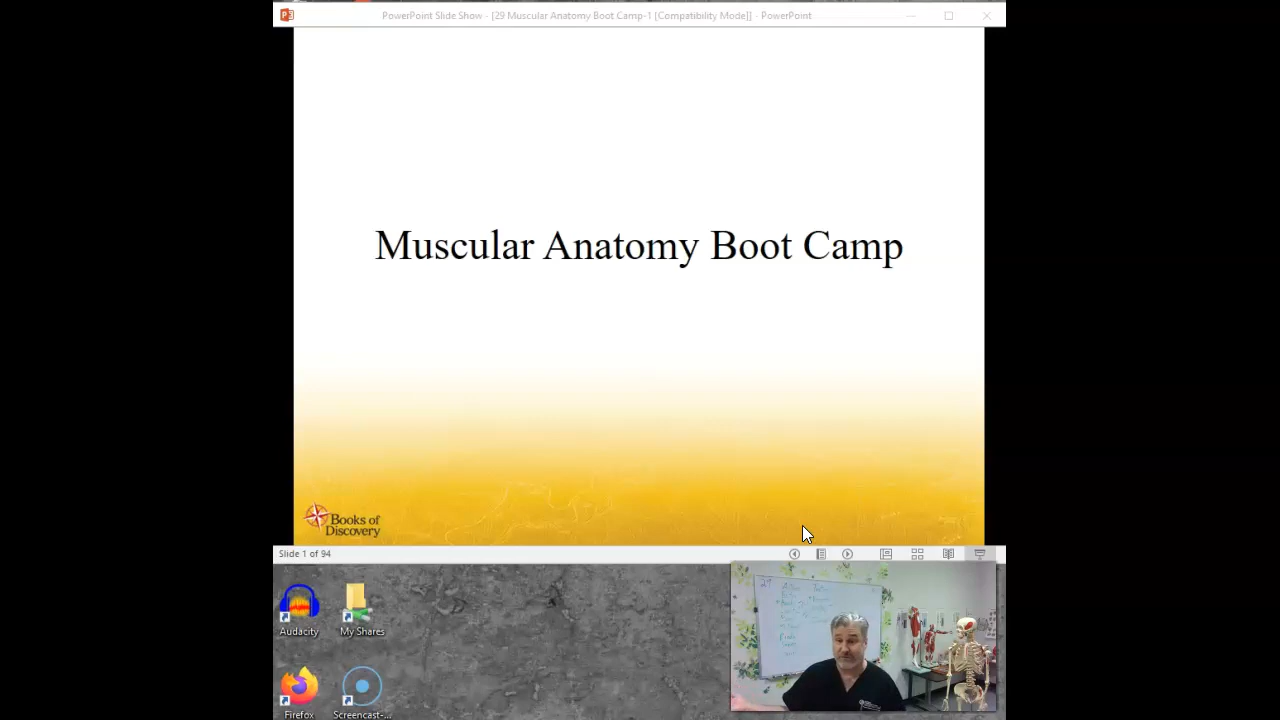 PowerPoint Slide Show - [29 Muscular Anatomy Boot Camp-1 [Compatibility Mode]] - PowerPoint
Muscular Anatomy Boot Camp
Books of
Discovery
Slide 1 of 94
Audacity
My Shares
Firefox
Screencast-...